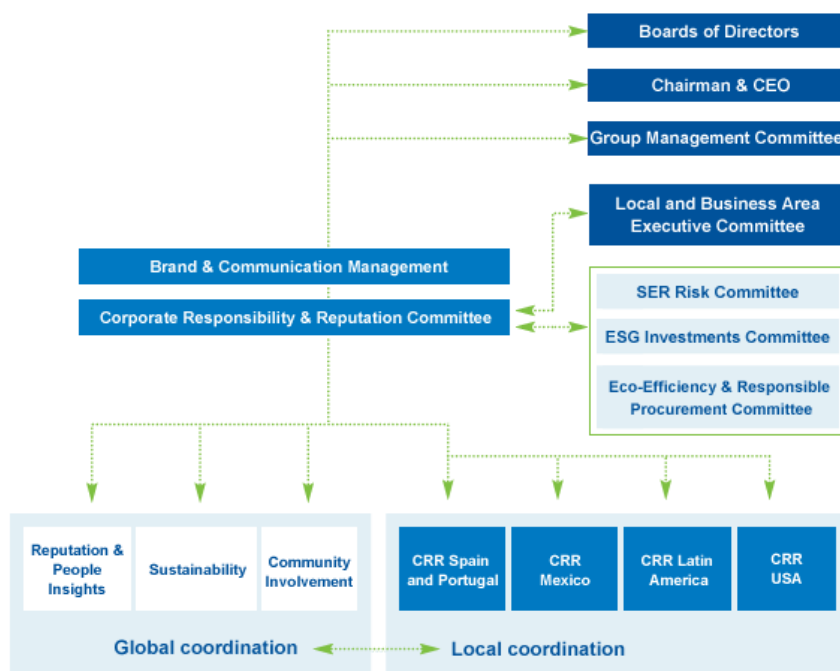 Boards of Directors
Chairman & CEO
Group Management Committee
Local and Business Area
Executive Committee
Brand & Communication Management
Corporate Responsibility & Reputation Committee
SER Risk Committee
ESG Investments Committee
Eco-Efficiency & Responsible
Procurement Committee
Reputation &
People
Insights
Sustainability
Community
Involvement
CRR Spain
and Portugal
CRR
Mexico
CRR Latin
America
CRR
USA
Global coordination
Local coordination